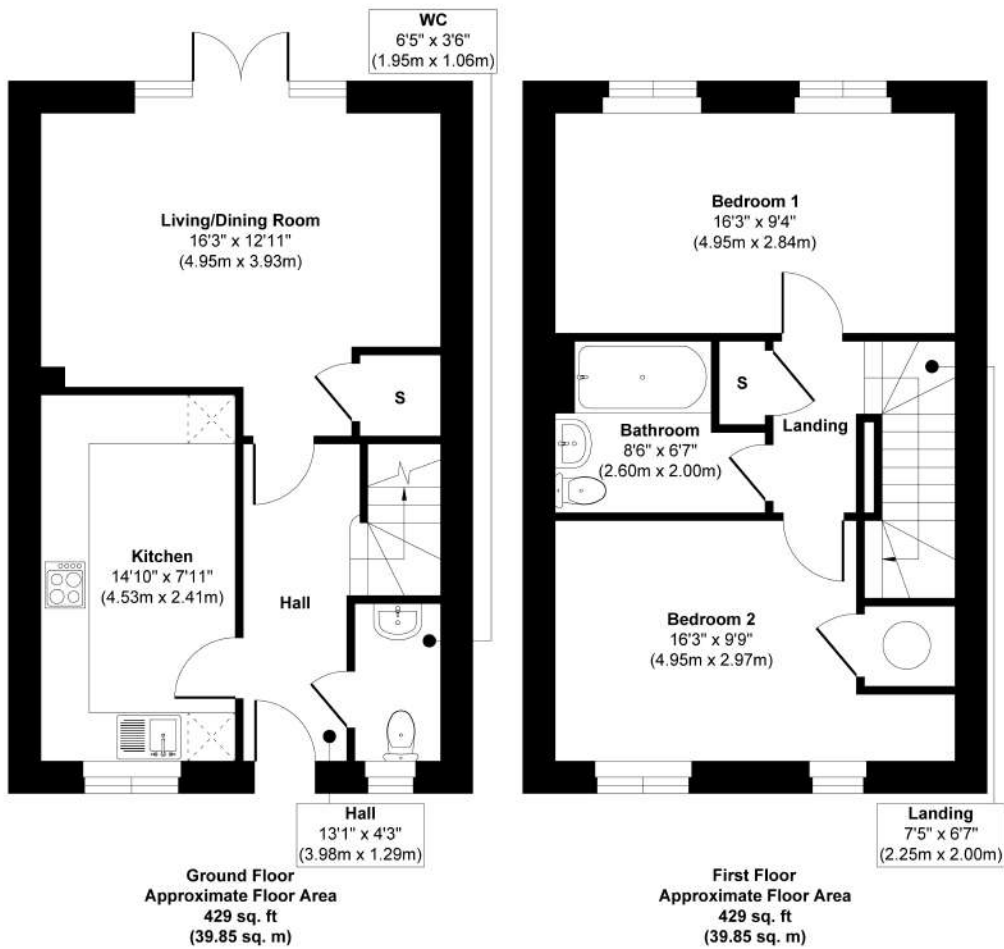 WC
6'5" x 3'6"
(1.95m x 1.06m)
Living/Dining Room
16'3" x 12'11"
(4.95m x 3.93m)
S
Kitchen
14'10" x 7'11"
(4.53m x 2.41m)
Hall
Hall
13'1" x 4'3"
(3.98m x 1.29m)
Ground Floor
Approximate Floor Area
429 sq. ft
(39.85 sq. m)
Bedroom 1
16'3" x 9'4"
(4.95m x 2.84m)
S
Landing
Bathroom
8'6" x 6'7"
(2.60m x 2.00m)
Bedroom 2
16'3" x 9'9"
(4.95m x 2.97m)
Landing
7'5" x 6'7"
(2.25m x 2.00m)
First Floor
Approximate Floor Area
429 sq. ft
(39.85 sq. m)